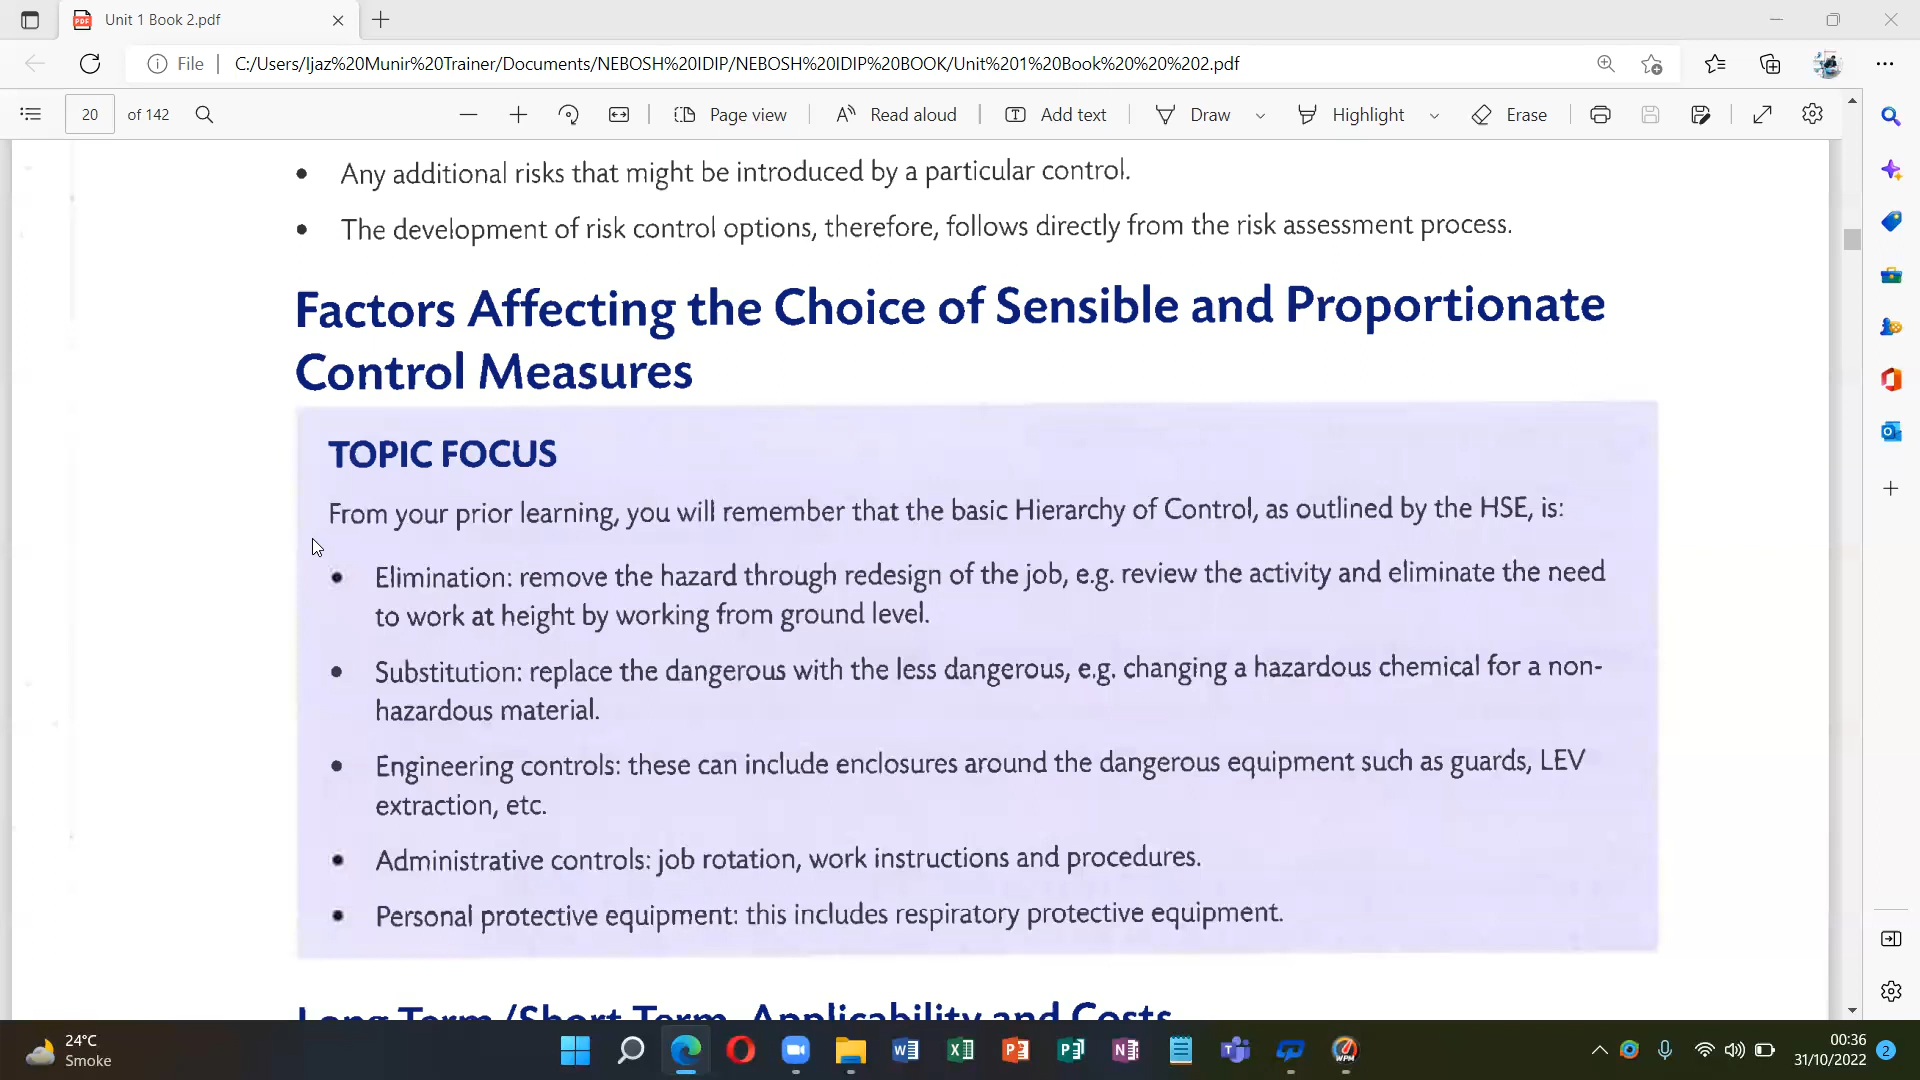 Unit 1 Book 2.pdf
File
C:/Users/Ijaz%20Munir%20Trainer/Documents/NEBOSH%20IDIP/NEBOSH%20IDIP%20BOOK/Unit%201%20Book%20%20%202.pdf
20 of 142
Page view
Read aloud
Add text
Draw
Highlight
Erase
• Any additional risks that might be introduced by a particular control.
• The development of risk control options, therefore, follows directly from the risk assessment process.
Factors Affecting the Choice of Sensible and Proportionate
Control Measures
TOPIC FOCUS
From your prior learning, you will remember that the basic Hierarchy of Control, as outlined by the HSE, is:
• Elimination: remove the hazard through redesign of the job, e.g. review the activity and eliminate the need
to work at height by working from ground level.
• Substitution: replace the dangerous with the less dangerous, e.g. changing a hazardous chemical for a non-
hazardous material.
• Engineering controls: these can include enclosures around the dangerous equipment such as guards, LEV
extraction, etc.
• Administrative controls: job rotation, work instructions and procedures.
• Personal protective equipment: this includes respiratory protective equipment.
Long Term/Short Term, Applicability and Costs
24°C
Smoke
00:36
31/10/2022
2